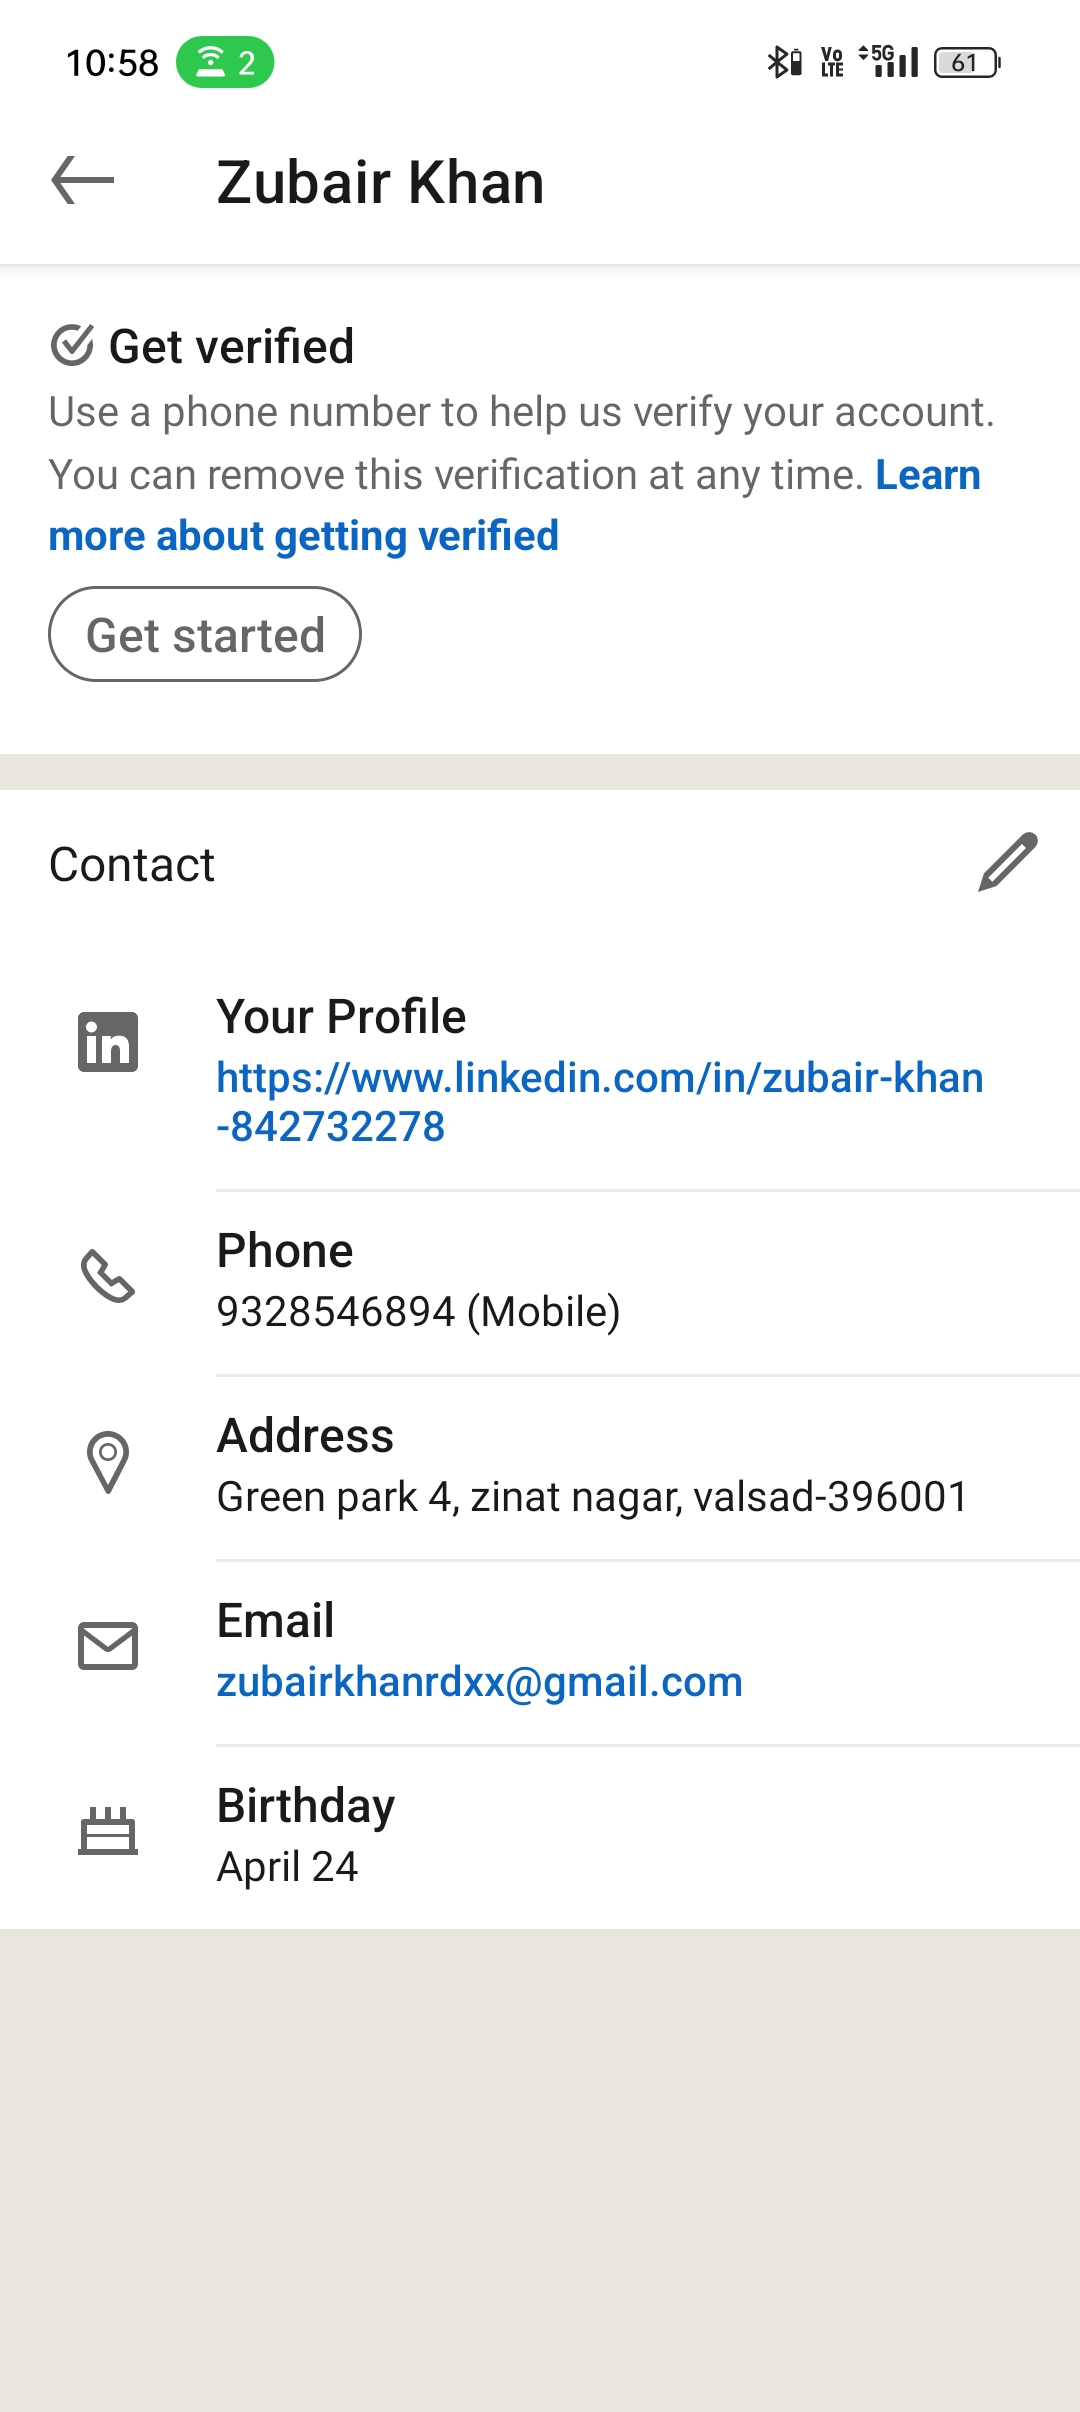 10:58 2 Vo LTE 5G 61
Zubair Khan
Get verified
Use a phone number to help us verify your account.
You can remove this verification at any time. Learn
more about getting verified
Get started
Contact
in
Your Profile
https://www.linkedin.com/in/zubair-khan
-842732278
Phone
9328546894 (Mobile)
Address
Green park 4, zinat nagar, valsad-396001
Email
zubairkhanrdxx@gmail.com
Birthday
April 24